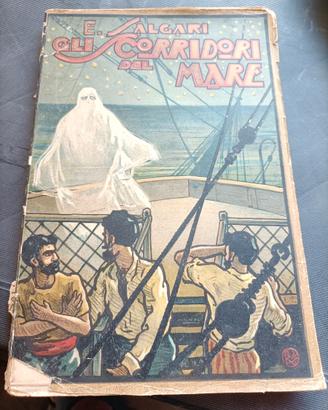 E. SALGARI
GLI SCORRIDORI
DEL MARE